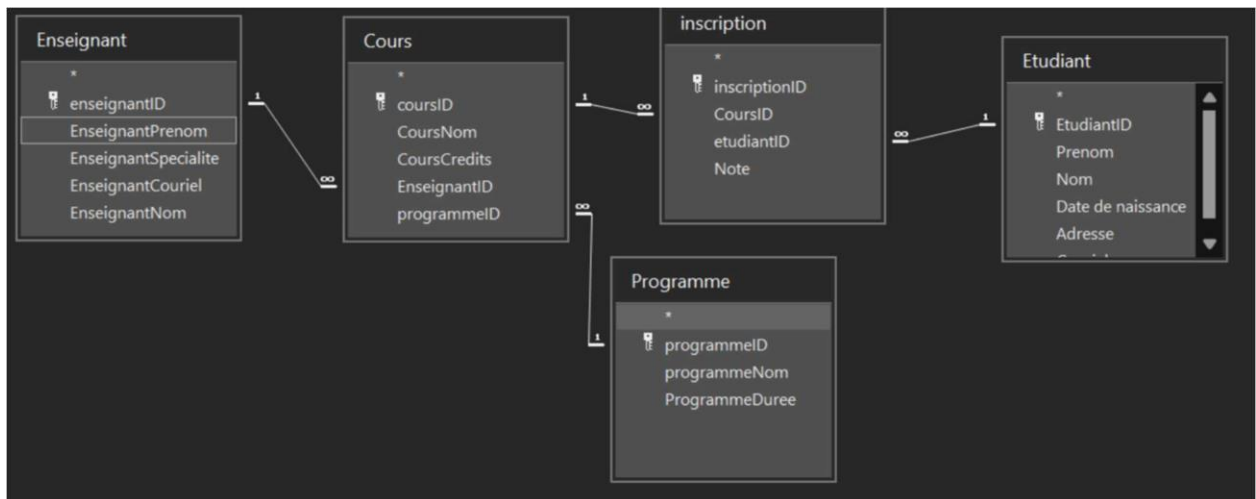 Enseignant
*
enseignantID
EnseignantPrenom
EnseignantSpecialite
EnseignantCouriel
EnseignantNom
1
∞
Cours
*
coursID
CoursNom
CoursCredits
EnseignantID
programmeID
1
∞
∞
1
inscription
*
inscriptionID
CoursID
etudiantID
Note
∞
1
Etudiant
*
EtudiantID
Prenom
Nom
Date de naissance
Adresse
Programme
*
programmeID
programmeNom
ProgrammeDuree